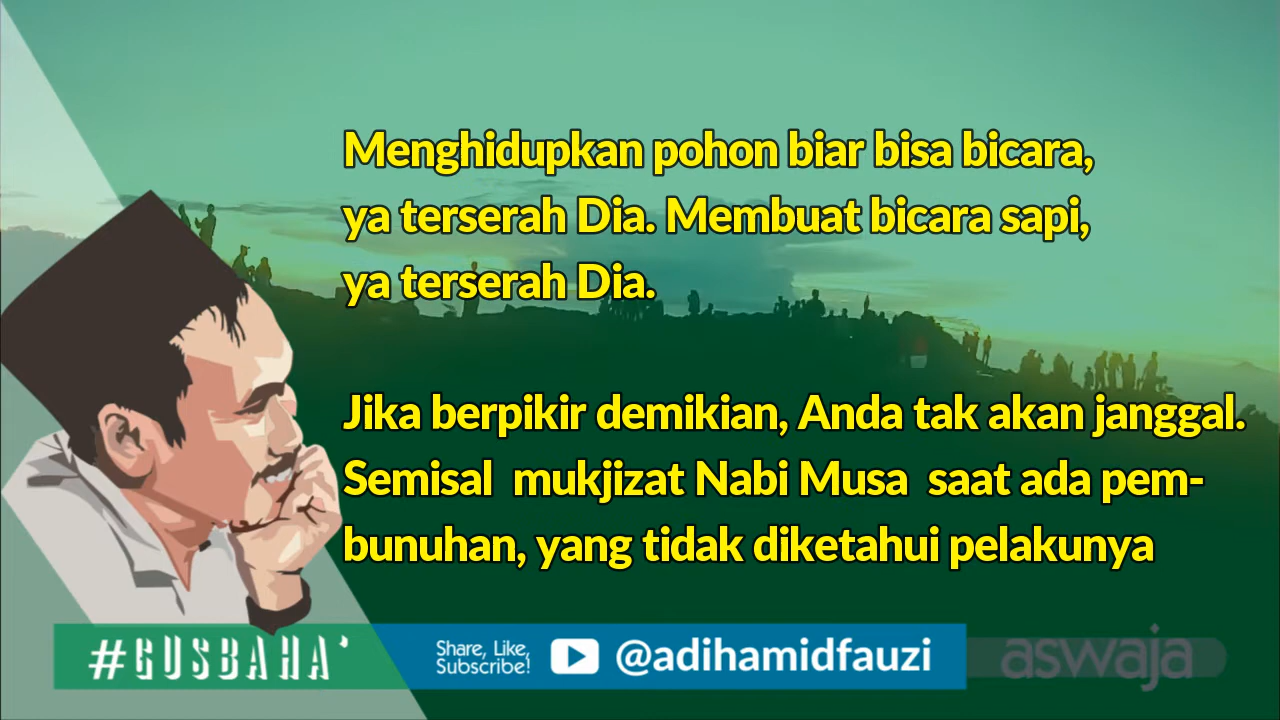 Menghidupkan pohon biar bisa bicara,
ya terserah Dia. Membuat bicara sapi,
ya terserah Dia.
Jika berpikir demikian, Anda tak akan janggal.
Semisal mukjizat Nabi Musa saat ada pem-
bunuhan, yang tidak diketahui pelakunya
#GUSBAHA'
Share, Like,
Subscribe!
@adihamidfauzi
aswaja